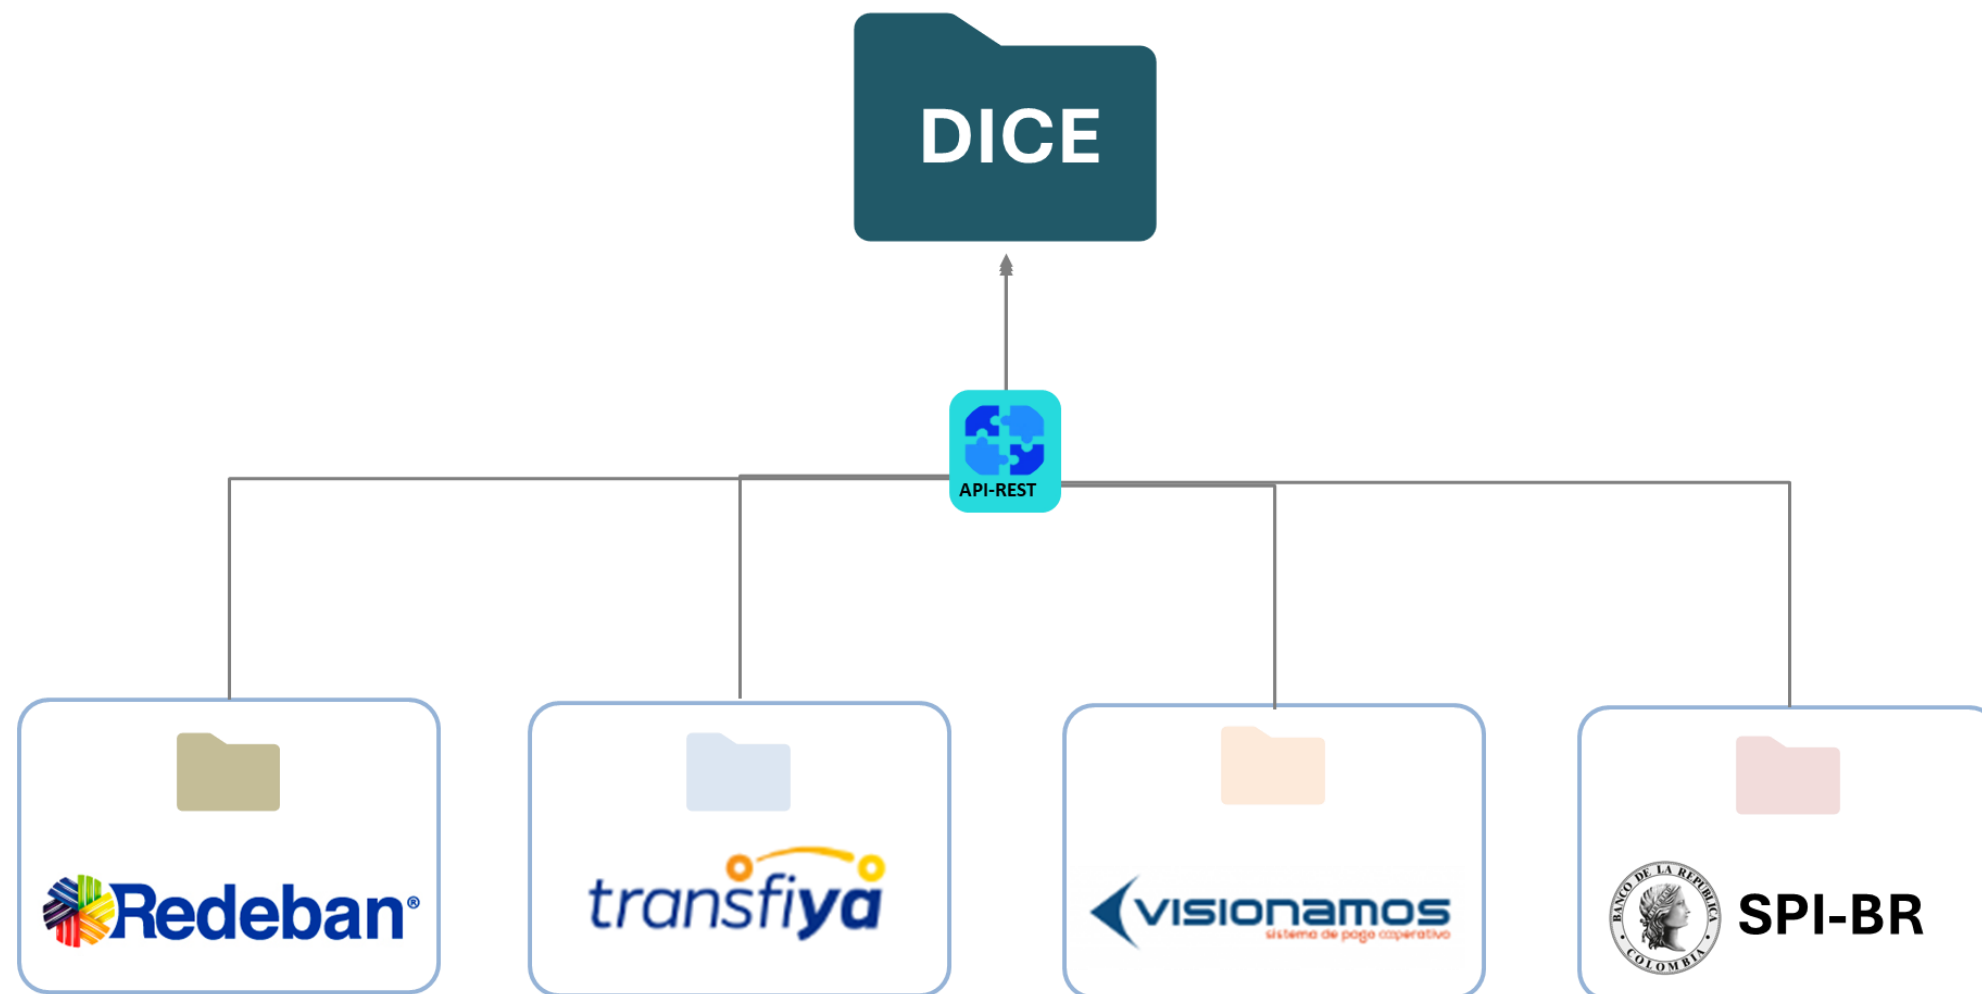 DICE
API-REST
Redeban®
transfiya
VISIONAMOS
sistema de pago cooperativo
BANCO DE LA REPUBLICA
COLOMBIA
SPI-BR